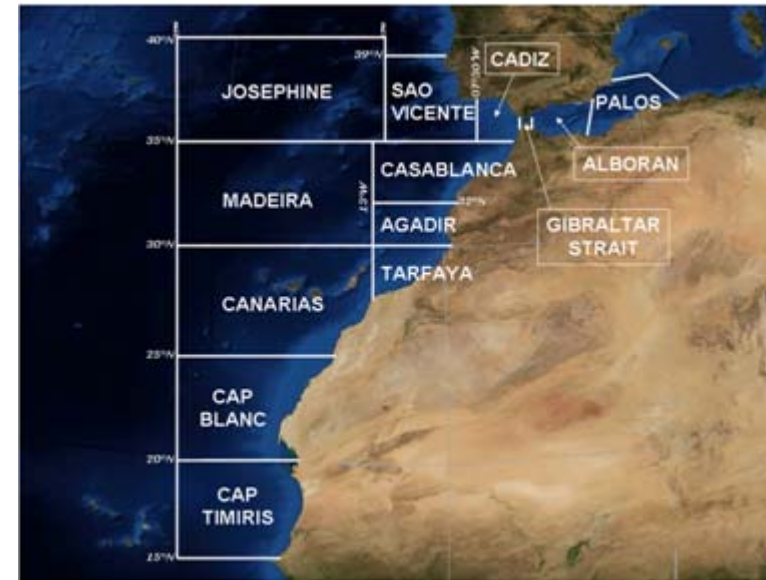 40°N
39°N
CADIZ
JOSEPHINE
SAO
VICENTE
PALOS
35°N
CASABLANCA
ALBORAN
MADEIRA
15°W
32°N
AGADIR
GIBRALTAR
STRAIT
30°N
TARFAYA
CANARIAS
25°N
CAP
BLANC
20°N
CAP
TIMIRIS
15°N